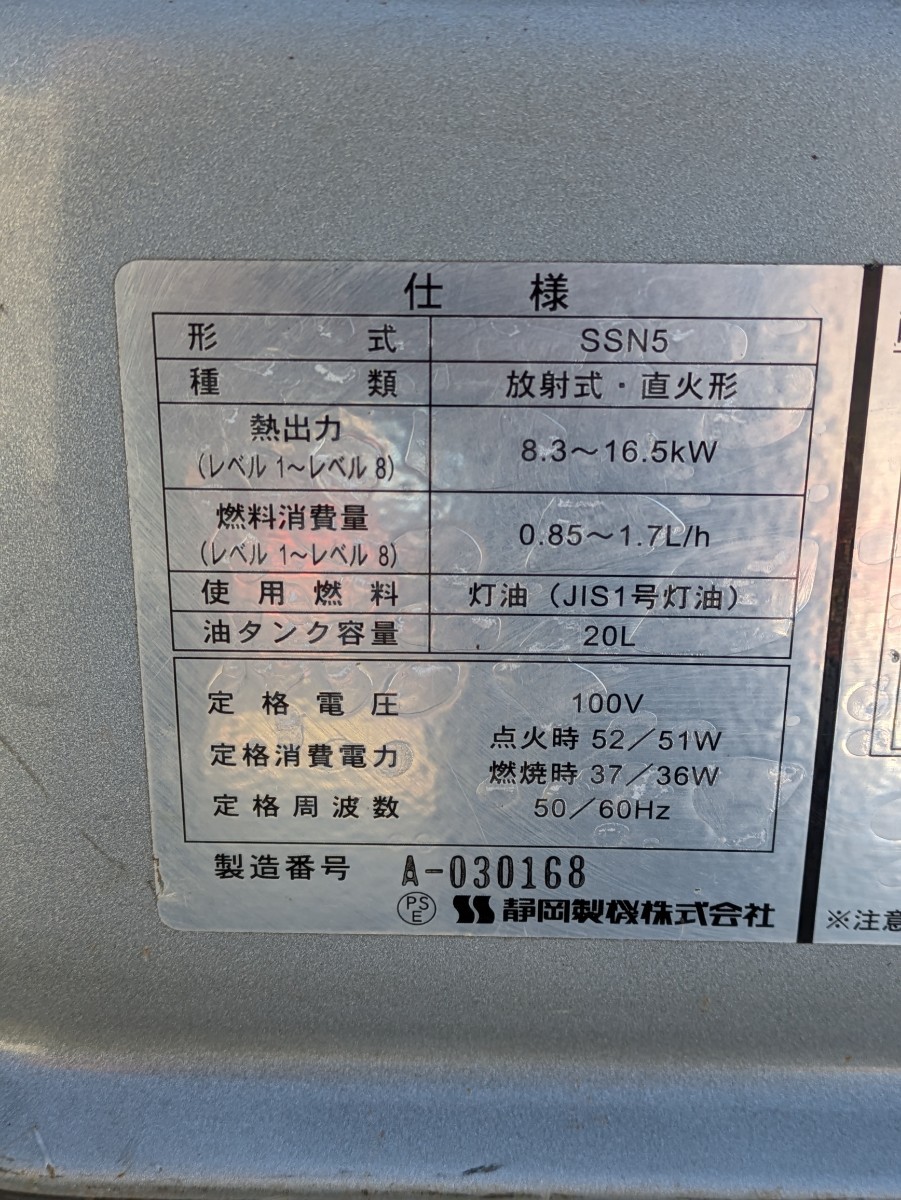 仕様
形式 SSN5
種類 放射式・直火形
熱出力
(レベル 1～レベル 8) 8.3～16.5kW
燃料消費量
(レベル 1～レベル 8) 0.85～1.7L/h
使用燃料 灯油（JIS1号灯油）
油タンク容量 20L
定格電圧 100V
定格消費電力 点火時 52／51W
燃焼時 37／36W
定格周波数 50／60Hz
製造番号 A-030168
PS
E 静岡製機株式会社
※注意